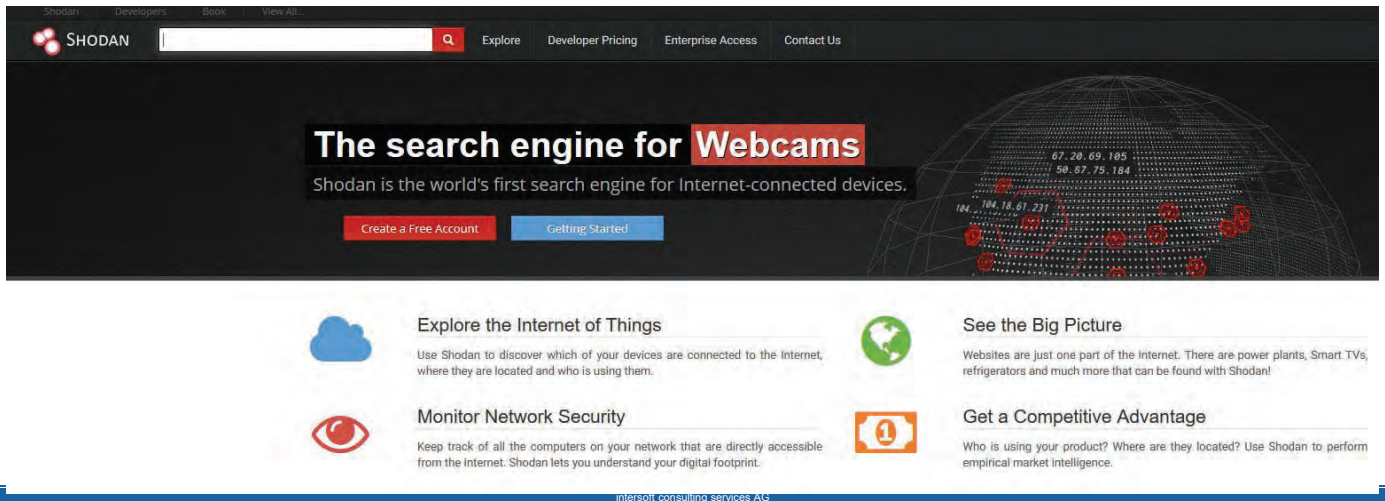 Shodan Developers Book View All...
SHODAN Explore Developer Pricing Enterprise Access Contact Us
The search engine for Webcams
Shodan is the world's first search engine for Internet-connected devices.
Create a Free Account Getting Started
67.20.69.105
50.67.75.184
104. 104.18.61.231
Explore the Internet of Things
Use Shodan to discover which of your devices are connected to the Internet,
where they are located and who is using them.
See the Big Picture
Websites are just one part of the Internet. There are power plants, Smart TVs,
refrigerators and much more that can be found with Shodan!
Monitor Network Security
Keep track of all the computers on your network that are directly accessible
from the Internet. Shodan lets you understand your digital footprint.
1
Get a Competitive Advantage
Who is using your product? Where are they located? Use Shodan to perform
empirical market intelligence.
intersoft consulting services AG